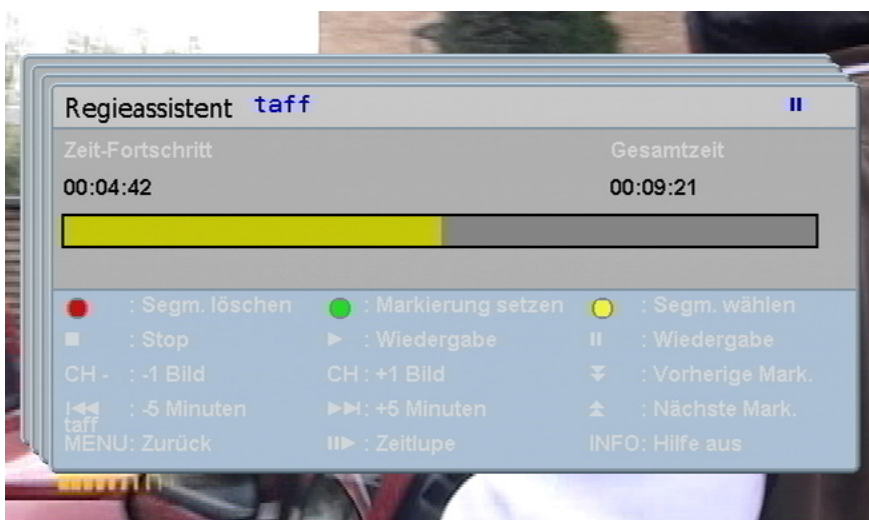 Regieassistent taff
Zeit-Fortschritt Gesamtzeit
00:04:42 00:09:21
: Segm. löschen : Markierung setzen : Segm. wählen
: Stop : Wiedergabe : Wiedergabe
CH - : -1 Bild CH : +1 Bild : Vorherige Mark.
: -5 Minuten : +5 Minuten : Nächste Mark.
taff
MENU: Zurück : Zeitlupe INFO: Hilfe aus